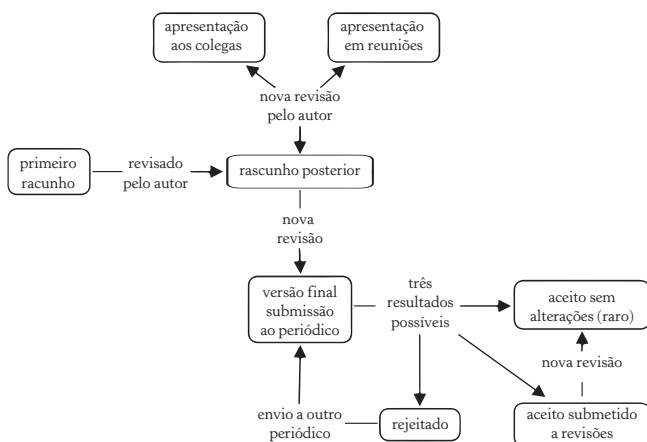 apresentação
aos colegas
apresentação
em reuniões
nova revisão
pelo autor
primeiro
racunho
revisado
pelo autor
rascunho posterior
nova
revisão
versão final
submissão
ao periódico
três
resultados
possíveis
aceito sem
alterações (raro)
nova revisão
envio a outro
periódico
rejeitado
aceito submetido
a revisões